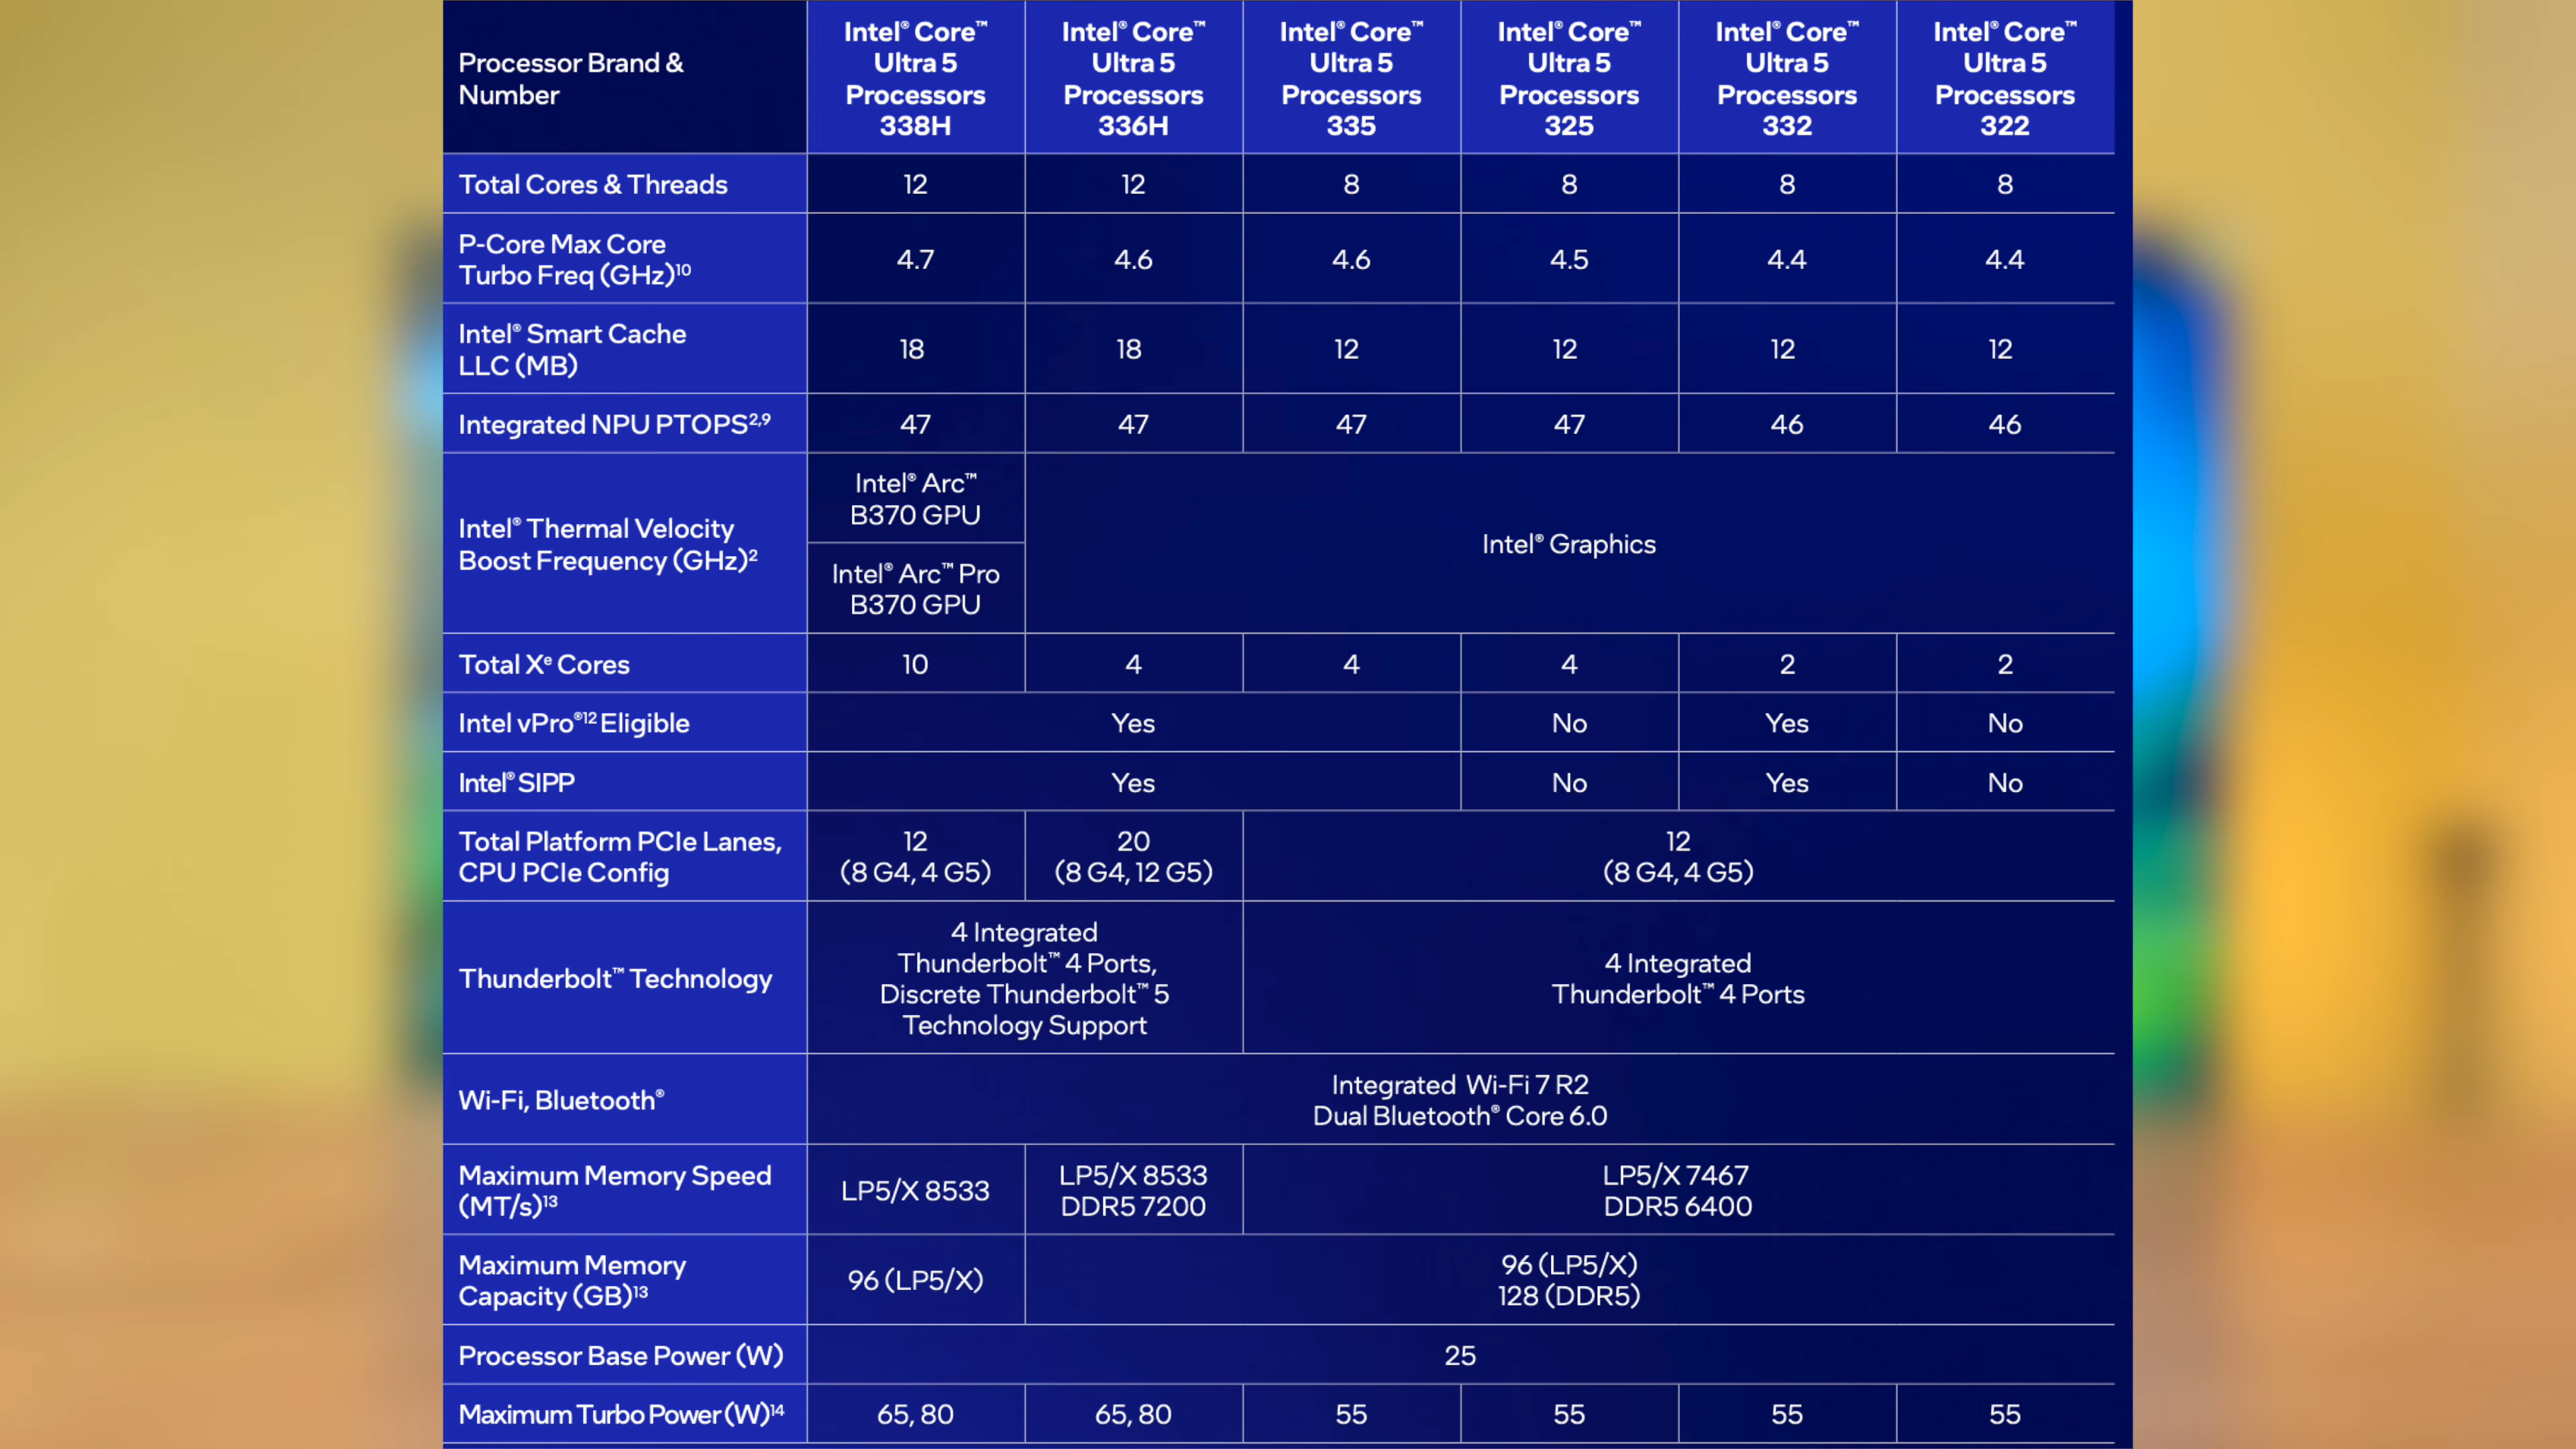 Processor Brand &
Number
Intel® Core™
Ultra 5
Processors
338H
Intel® Core™
Ultra 5
Processors
336H
Intel® Core™
Ultra 5
Processors
335
Intel® Core™
Ultra 5
Processors
325
Intel® Core™
Ultra 5
Processors
332
Intel® Core™
Ultra 5
Processors
322
Total Cores & Threads
12
12
8
8
8
8
P-Core Max Core
Turbo Freq (GHz)¹⁰
4.7
4.6
4.6
4.5
4.4
4.4
Intel® Smart Cache
LLC (MB)
18
18
12
12
12
12
Integrated NPU PTOPS²,⁹
47
47
47
47
46
46
Intel® Thermal Velocity
Boost Frequency (GHz)²
Intel® Arc™
B370 GPU
Intel® Arc™ Pro
B370 GPU
Intel® Graphics
Total Xᵉ Cores
10
4
4
4
2
2
Intel vPro®¹² Eligible
Yes
No
Yes
No
Intel® SIPP
Yes
No
Yes
No
Total Platform PCIe Lanes,
CPU PCIe Config
12
(8 G4, 4 G5)
20
(8 G4, 12 G5)
12
(8 G4, 4 G5)
Thunderbolt™ Technology
4 Integrated
Thunderbolt™ 4 Ports,
Discrete Thunderbolt™ 5
Technology Support
4 Integrated
Thunderbolt™ 4 Ports
Wi-Fi, Bluetooth®
Integrated Wi-Fi 7 R2
Dual Bluetooth® Core 6.0
Maximum Memory Speed
(MT/s)¹³
LP5/X 8533
LP5/X 8533
DDR5 7200
LP5/X 7467
DDR5 6400
Maximum Memory
Capacity (GB)¹³
96 (LP5/X)
96 (LP5/X)
128 (DDR5)
Processor Base Power (W)
25
Maximum Turbo Power (W)¹⁴
65, 80
65, 80
55
55
55
55